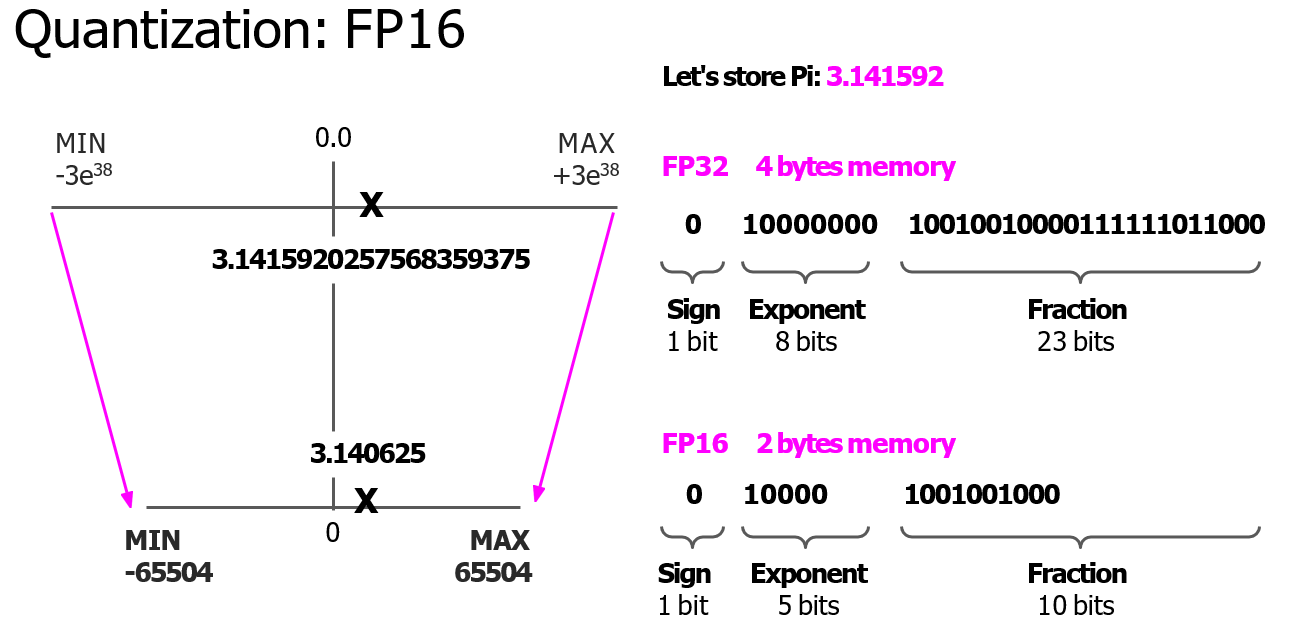 Quantization: FP16
Let's store Pi: 3.141592
MIN
-3e³⁸
0.0
MAX
+3e³⁸
X
3.1415920257568359375
3.140625
X
0
MIN
-65504
MAX
65504
FP32 4 bytes memory
0 10000000 10010010000111111011000
Sign Exponent Fraction
1 bit 8 bits 23 bits
FP16 2 bytes memory
0 10000 1001001000
Sign Exponent Fraction
1 bit 5 bits 10 bits